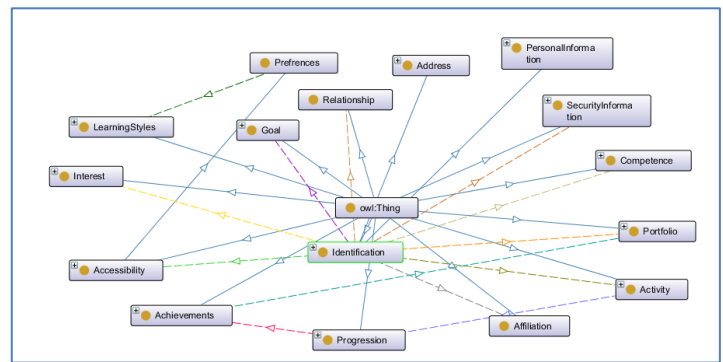 PersonalInforma
tion
Prefrences
Address
Relationship
SecurityInforma
tion
LearningStyles
Goal
Competence
Interest
owl:Thing
Portfolio
Identification
Accessibility
Activity
Achievements
Affiliation
Progression